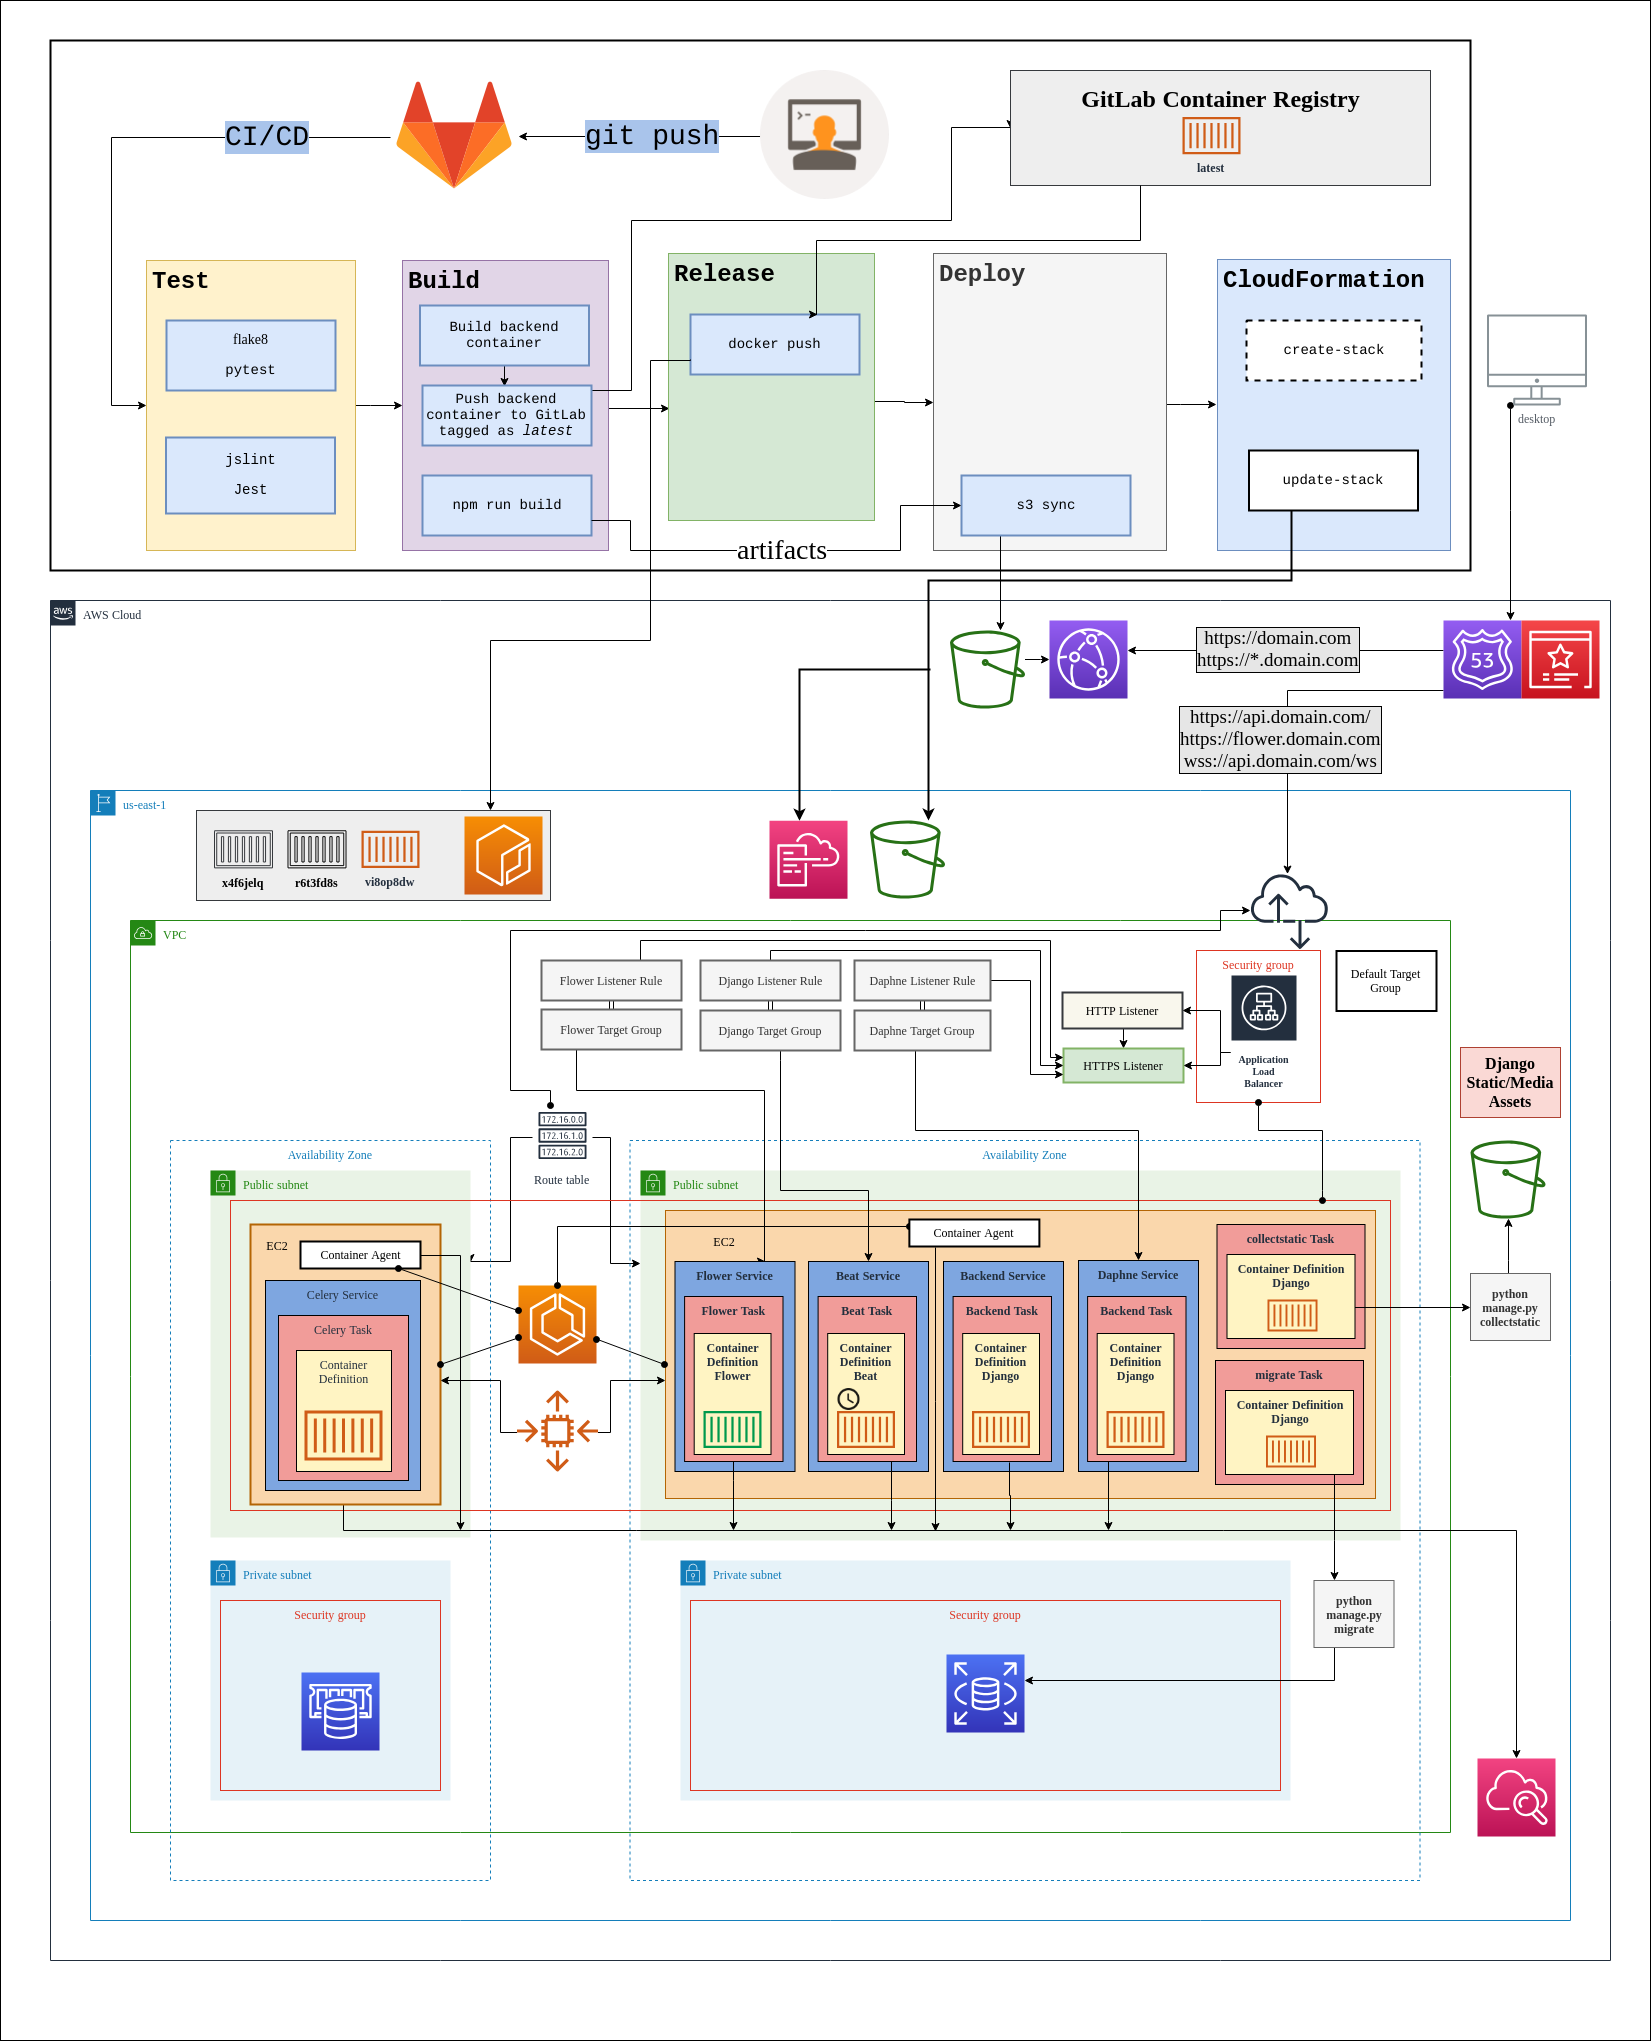 CI/CD
git push
GitLab Container Registry
latest
Test
flake8
pytest
jslint
Jest
Build
Build backend
container
Push backend
container to GitLab
tagged as latest
npm run build
Release
docker push
Deploy
s3 sync
CloudFormation
create-stack
update-stack
artifacts
desktop
aws
AWS Cloud
https://domain.com
https://*.domain.com
53
https://api.domain.com/
https://flower.domain.com
wss://api.domain.com/ws
us-east-1
x4f6jelq
r6t3fd8s
vi8op8dw
VPC
Flower Listener Rule
Django Listener Rule
Daphne Listener Rule
Flower Target Group
Django Target Group
Daphne Target Group
HTTP Listener
HTTPS Listener
Security group
Application
Load
Balancer
Default Target
Group
Django
Static/Media
Assets
172.16.0.0
172.16.1.0
172.16.2.0
Route table
Availability Zone
Public subnet
EC2
Container Agent
Celery Service
Celery Task
Container
Definition
Availability Zone
Public subnet
EC2
Container Agent
Flower Service
Flower Task
Container
Definition
Flower
Beat Service
Beat Task
Container
Definition
Beat
Backend Service
Backend Task
Container
Definition
Django
Daphne Service
Backend Task
Container
Definition
Django
collectstatic Task
Container Definition
Django
migrate Task
Container Definition
Django
python
manage.py
collectstatic
Private subnet
Security group
Private subnet
Security group
python
manage.py
migrate